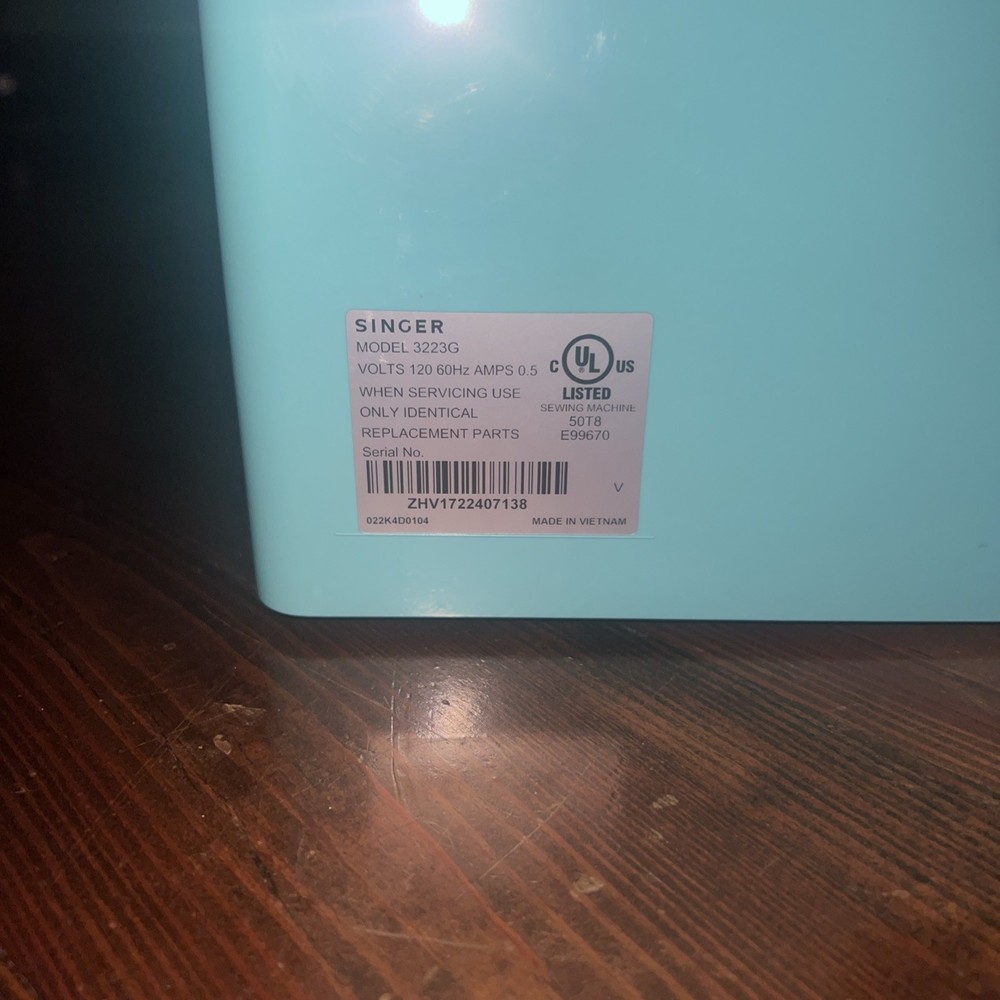 SINGER
MODEL 3223G
VOLTS 120 60Hz AMPS 0.5
WHEN SERVICING USE
ONLY IDENTICAL
REPLACEMENT PARTS
Serial No.
ZHV1722407138
022K4D0104
C UL ® US
LISTED
SEWING MACHINE
50T8
E99670
V
MADE IN VIETNAM